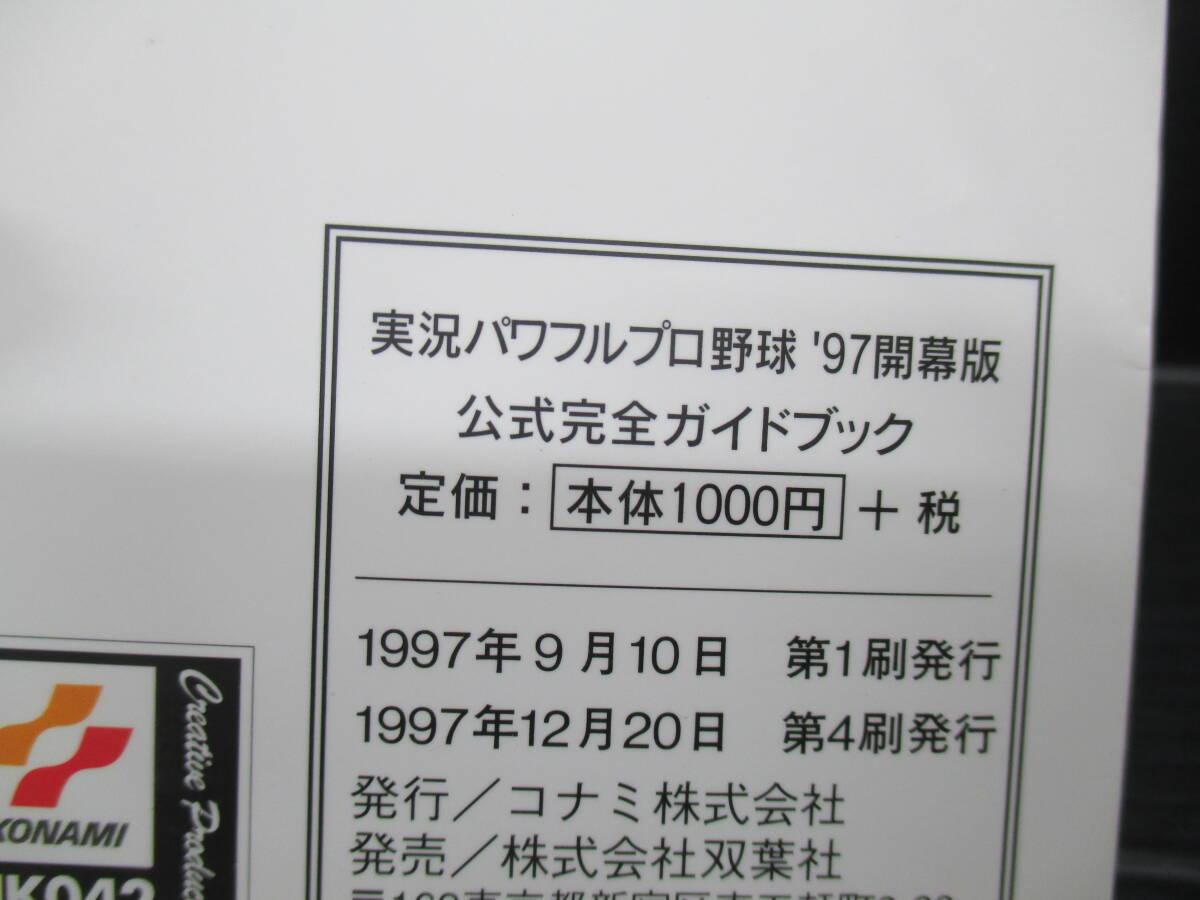 実況パワフルプロ野球 '97開幕版
公式完全ガイドブック
定価：本体1000円 + 税
1997年9月10日 第1刷発行
1997年12月20日 第4刷発行
発行／コナミ株式会社
発売／株式会社双葉社
KONAMI
Creative Produc